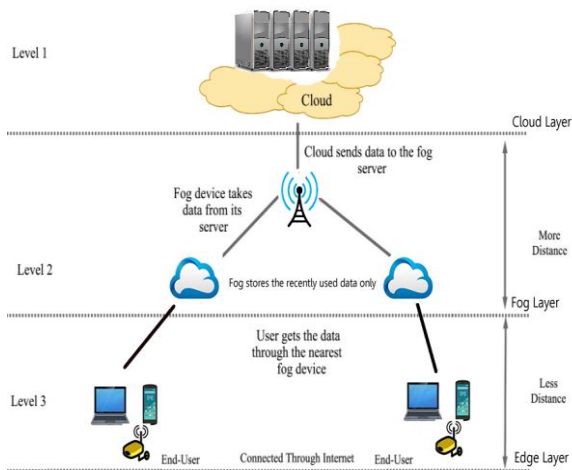 Level 1
Cloud
Cloud Layer
Cloud sends data to the fog
server
Fog device takes
data from its
server
More
Distance
Level 2
Fog stores the recently used data only
Fog Layer
User gets the data
through the nearest
fog device
Less
Distance
Level 3
End-User
Connected Through Internet
End-User
Edge Layer